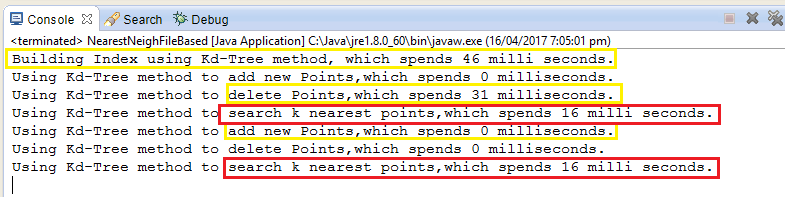 Console Search Debug
<terminated> NearestNeighFileBased [Java Application] C:\Java\jre1.8.0_60\bin\javaw.exe (16/04/2017 7:05:01 pm)
Building Index using Kd-Tree method, which spends 46 milli seconds.
Using Kd-Tree method to add new Points,which spends 0 milliseconds.
Using Kd-Tree method to delete Points,which spends 31 milliseconds.
Using Kd-Tree method to search k nearest points,which spends 16 milli seconds.
Using Kd-Tree method to add new Points,which spends 0 milliseconds.
Using Kd-Tree method to delete Points,which spends 0 milliseconds.
Using Kd-Tree method to search k nearest points,which spends 16 milli seconds.